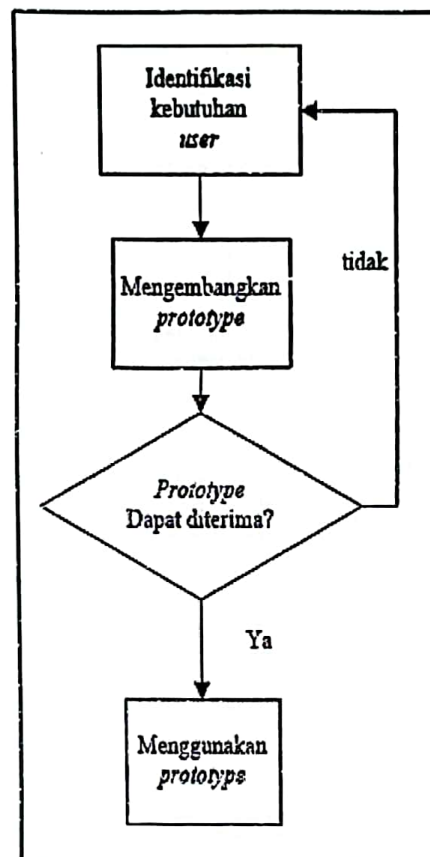 Identifikasi
kebutuhan
user
Mengembangkan
prototype
tidak
Prototype
Dapat diterima?
Ya
Menggunakan
prototype